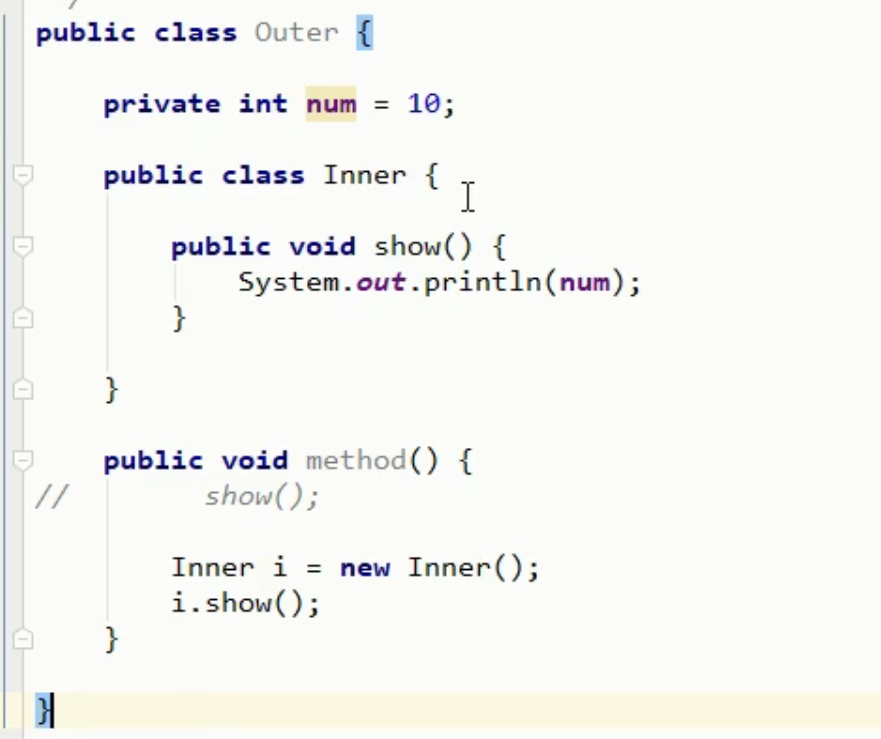 public class Outer {
private int num = 10;
public class Inner {
public void show() {
System.out.println(num);
}
}
public void method() {
// show();
Inner i = new Inner();
i.show();
}
}